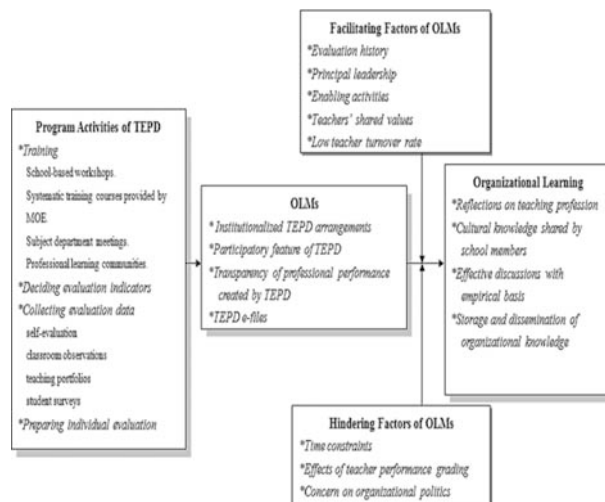 Facilitating Factors of OLMs
*Evaluation history
*Principal leadership
*Enabling activities
*Teachers' shared values
*Low teacher turnover rate
Program Activities of TEPD
*Training
School-based workshops.
Systematic training courses provided by
MOE.
Subject department meetings.
Professional learning communities.
*Deciding evaluation indicators
*Collecting evaluation data
self-evaluation
classroom observations
teaching portfolios
student surveys
*Preparing individual evaluation
OLMs
*Institutionalized TEPD arrangements
*Participatory feature of TEPD
*Transparency of professional performance
created by TEPD
*TEPD e-files
Organizational Learning
*Reflections on teaching profession
*Cultural knowledge shared by
school members
*Effective discussions with
empirical basis
*Storage and dissemination of
organizational knowledge
Hindering Factors of OLMs
*Time constraints
*Effects of teacher performance grading
*Concern on organizational politics